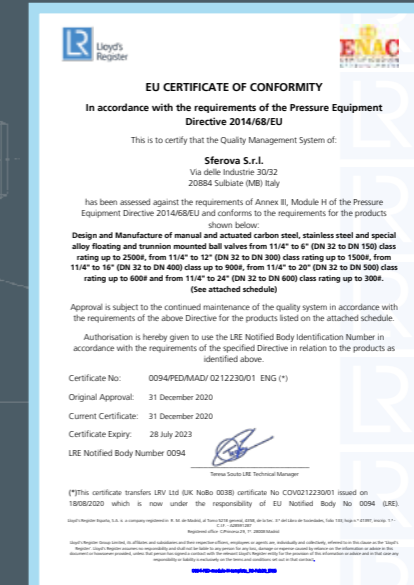 LR
Lloyd's
Register
ENAC
EU CERTIFICATE OF CONFORMITY
In accordance with the requirements of the Pressure Equipment
Directive 2014/68/EU
This is to certify that the Quality Management System of:
Sferova S.r.l.
Via delle Industrie 30/32
20884 Sulbiate (MB) Italy
has been assessed against the requirements of Annex III, Module H of the Pressure
Equipment Directive 2014/68/EU and conforms to the requirements for the products
shown below:
Design and Manufacture of manual and actuated carbon steel, stainless steel and special
alloy floating and trunnion mounted ball valves from 11/4" to 6" (DN 32 to DN 150) class
rating up to 2500#, from 11/4" to 12" (DN 32 to DN 300) class rating up to 1500#, from
11/4" to 16" (DN 32 to DN 400) class up to 900#, from 11/4" to 20" (DN 32 to DN 500) class
rating up to 600# and from 11/4" to 24" (DN 32 to DN 600) class rating up to 300#.
(See attached schedule)
Approval is subject to the continued maintenance of the quality system in accordance with
the requirements of the above Directive for the products listed on the attached schedule.
Authorisation is hereby given to use the LRE Notified Body Identification Number in
accordance with the requirements of the specified Directive in relation to the products as
identified above.
Certificate No: 0094/PED/MAD/ 0212230/01 ENG (*)
Original Approval: 31 December 2020
Current Certificate: 31 December 2020
Certificate Expiry: 28 July 2023
LRE Notified Body Number 0094
Teresa Souto LRE Technical Manager
(*)This certificate transfers LRV Ltd (UK NoBo 0038) certificate No COV0212230/01 issued on
18/08/2020 which is now under the responsibility of EU Notified Body No 0094 (LRE).